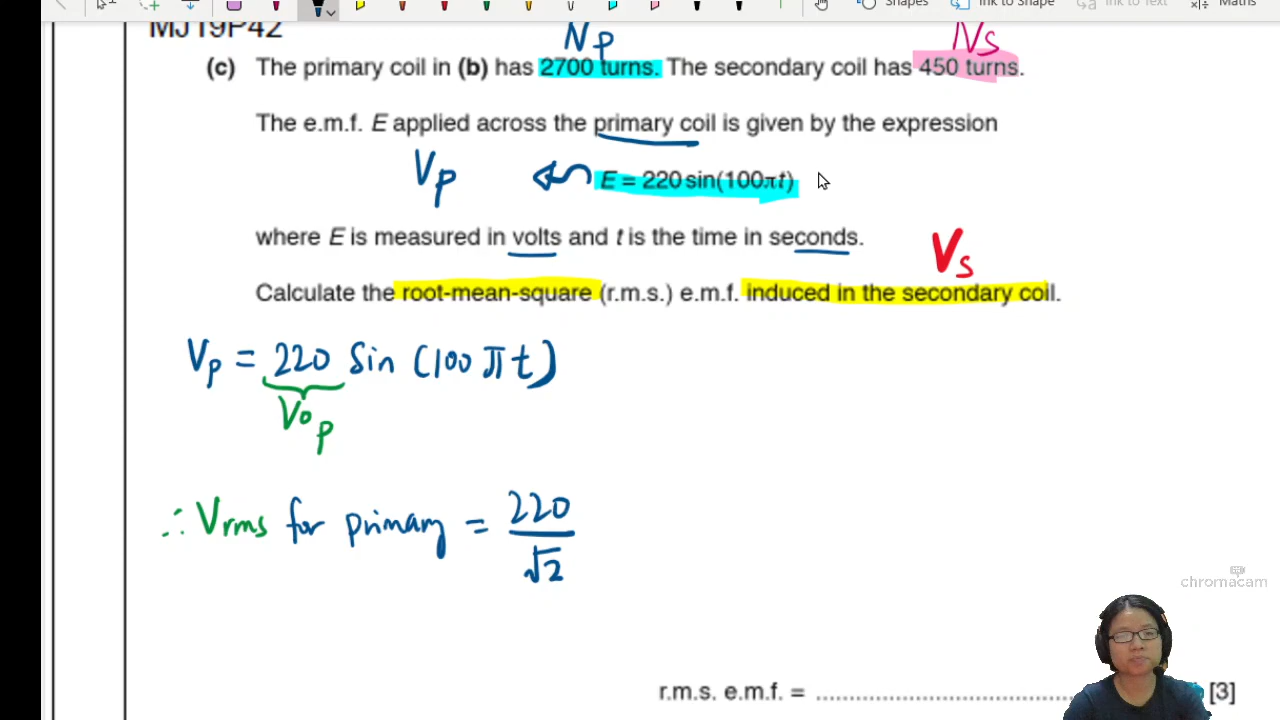 Shapes
Ink to Shape
Ink to Text
Maths
MJ19P42
Np
Ns
(c) The primary coil in (b) has 2700 turns. The secondary coil has 450 turns.
The e.m.f. E applied across the primary coil is given by the expression
Vp
E = 220 sin(100πt)
where E is measured in volts and t is the time in seconds.
Vs
Calculate the root-mean-square (r.m.s.) e.m.f. induced in the secondary coil.
Vp = 220 sin (100πt)
Vop
∴ Vrms for primary = 220/√2
chromacam
r.m.s. e.m.f. = ........................................ [3]